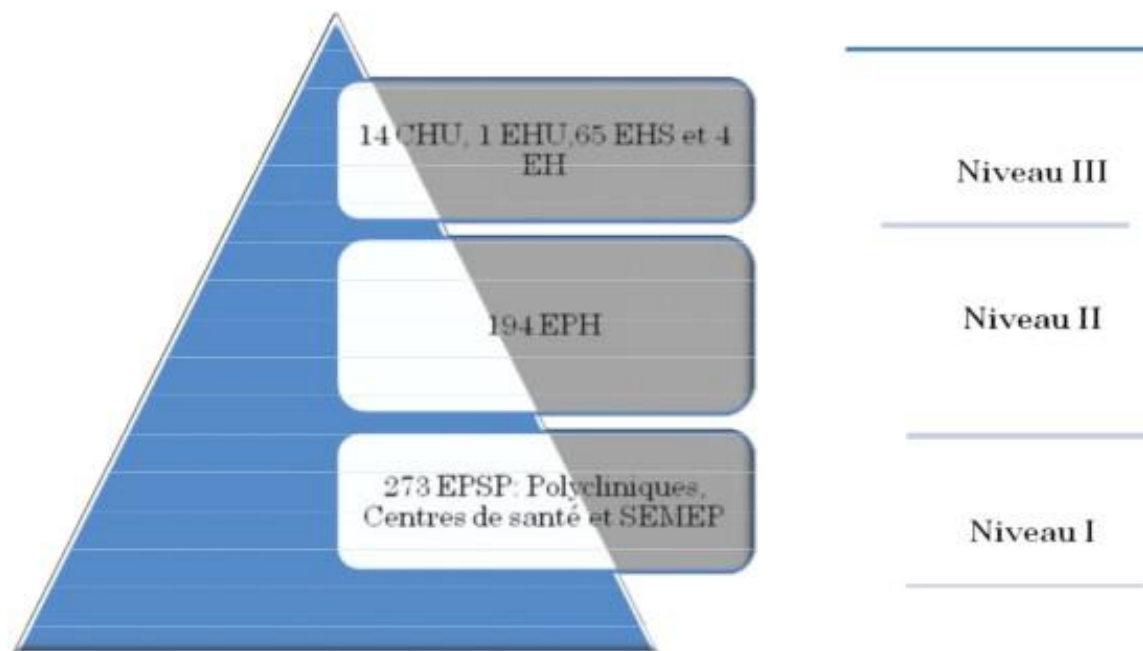 14 CHU, 1 EHU,65 EHS et 4
EH
Niveau III
194 EPH
Niveau II
273 EPSP: Polycliniques,
Centres de santé et SEMEP
Niveau I